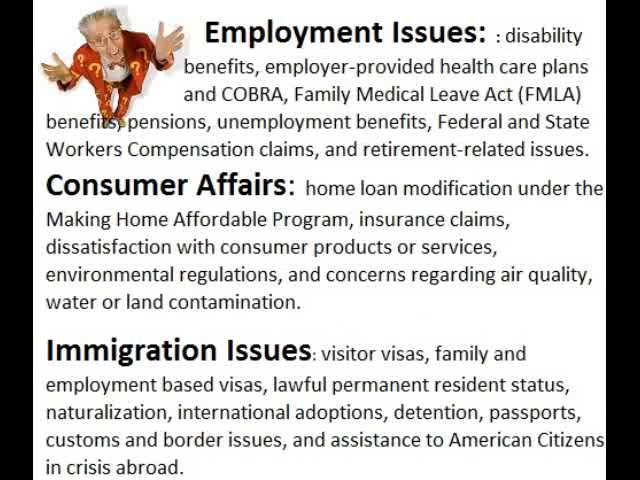 Employment Issues: : disability
benefits, employer-provided health care plans
and COBRA, Family Medical Leave Act (FMLA)
benefits, pensions, unemployment benefits, Federal and State
Workers Compensation claims, and retirement-related issues.
Consumer Affairs: home loan modification under the
Making Home Affordable Program, insurance claims,
dissatisfaction with consumer products or services,
environmental regulations, and concerns regarding air quality,
water or land contamination.
Immigration Issues: visitor visas, family and
employment based visas, lawful permanent resident status,
naturalization, international adoptions, detention, passports,
customs and border issues, and assistance to American Citizens
in crisis abroad.